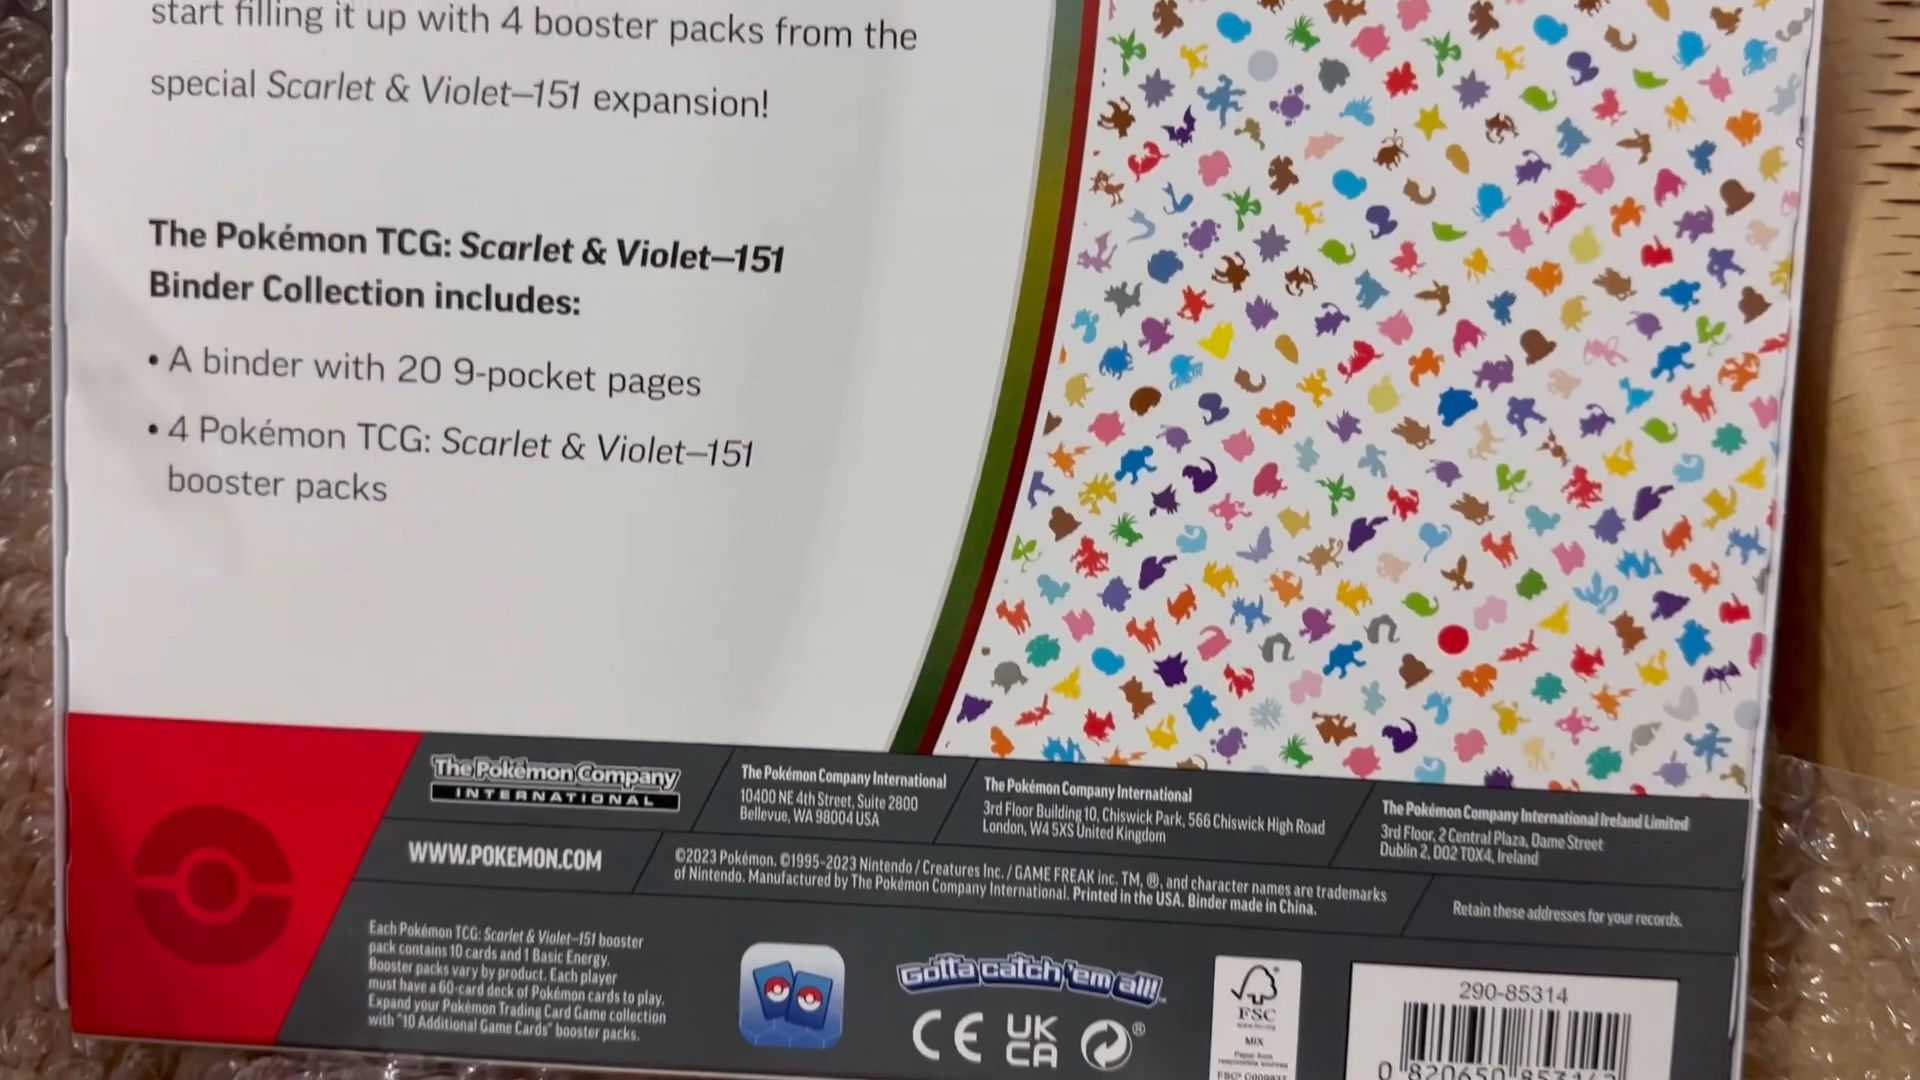 start filling it up with 4 booster packs from the
special Scarlet & Violet—151 expansion!
The Pokémon TCG: Scarlet & Violet—151
Binder Collection includes:
• A binder with 20 9-pocket pages
• 4 Pokémon TCG: Scarlet & Violet—151
booster packs
The Pokémon Company
INTERNATIONAL
The Pokémon Company International
10400 NE 4th Street, Suite 2800
Bellevue, WA 98004 USA
The Pokémon Company International
3rd Floor Building 10, Chiswick Park, 566 Chiswick High Road
London, W4 5XS United Kingdom
The Pokémon Company International Ireland Limited
3rd Floor, 2 Central Plaza, Dame Street
Dublin 2, D02 T0X4, Ireland
WWW.POKEMON.COM
©2023 Pokémon. ©1995–2023 Nintendo / Creatures Inc. / GAME FREAK inc. TM, ®, and character names are trademarks
of Nintendo. Manufactured by The Pokémon Company International. Printed in the USA. Binder made in China.
Retain these addresses for your records.
Each Pokémon TCG: Scarlet & Violet—151 booster
pack contains 10 cards and 1 Basic Energy.
Booster packs vary by product. Each player
must have a 60-card deck of Pokémon cards to play.
Expand your Pokémon Trading Card Game collection
with "10 Additional Game Cards" booster packs.
Gotta catch 'em all!
CE
UK
CA
®
FSC
MIX
Paper from
responsible sources
290-85314
0 820650 85314